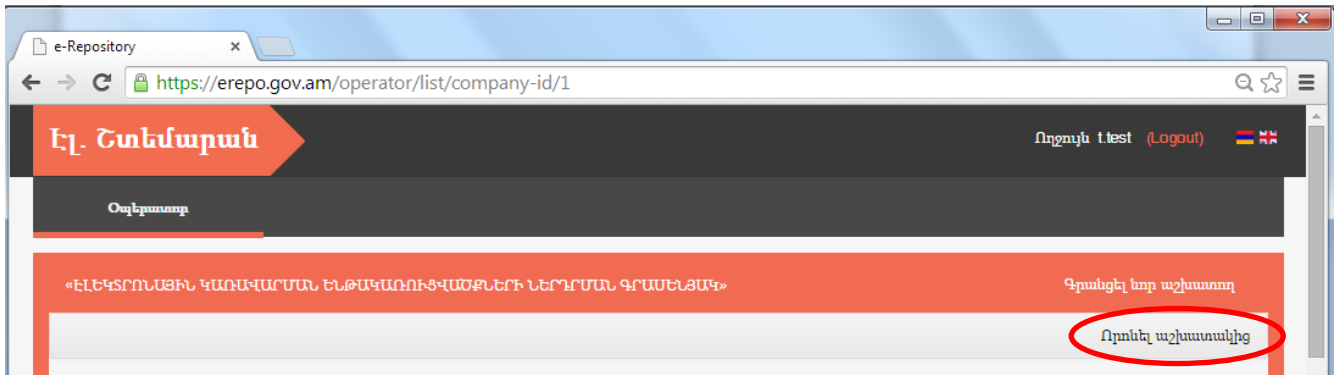 e-Repository
https://erepo.gov.am/operator/list/company-id/1
Էլ. Շտեմարան
Ողջույն t.test (Logout)
Օպերատոր
«ԷԼԵԿՏՐՈՆԱՅԻՆ ԿԱՌԱՎԱՐՄԱՆ ԵՆԹԱԿԱՌՈՒՑՎԱԾՔՆԵՐԻ ՆԵՐԴՐՄԱՆ ԳՐԱՍԵՆՅԱԿ»
Գրանցել նոր աշխատող
Որոնել աշխատակից